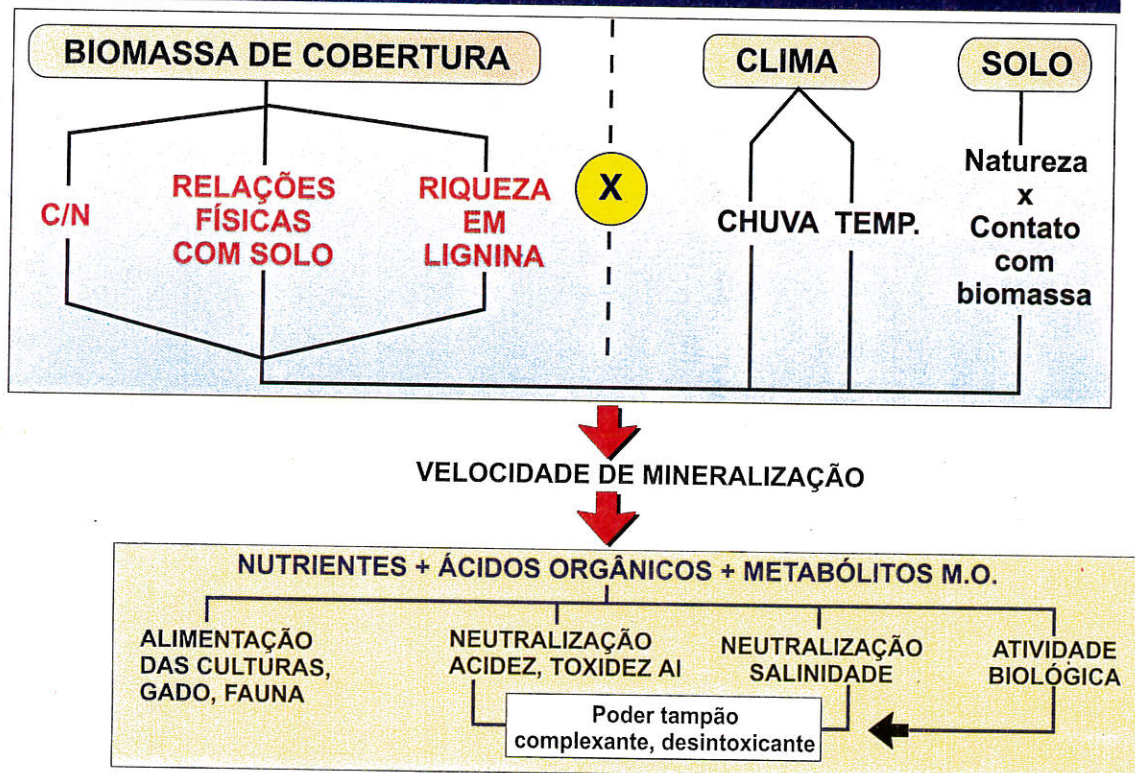 BIOMASSA DE COBERTURA
CLIMA
SOLO
C/N
RELAÇÕES
FÍSICAS
COM SOLO
RIQUEZA
EM
LIGNINA
X
CHUVA
TEMP.
Natureza
x
Contato
com
biomassa
VELOCIDADE DE MINERALIZAÇÃO
NUTRIENTES + ÁCIDOS ORGÂNICOS + METABÓLITOS M.O.
ALIMENTAÇÃO
DAS CULTURAS,
GADO, FAUNA
NEUTRALIZAÇÃO
ACIDEZ, TOXIDEZ Al
NEUTRALIZAÇÃO
SALINIDADE
ATIVIDADE
BIOLÓGICA
Poder tampão
complexante, desintoxicante